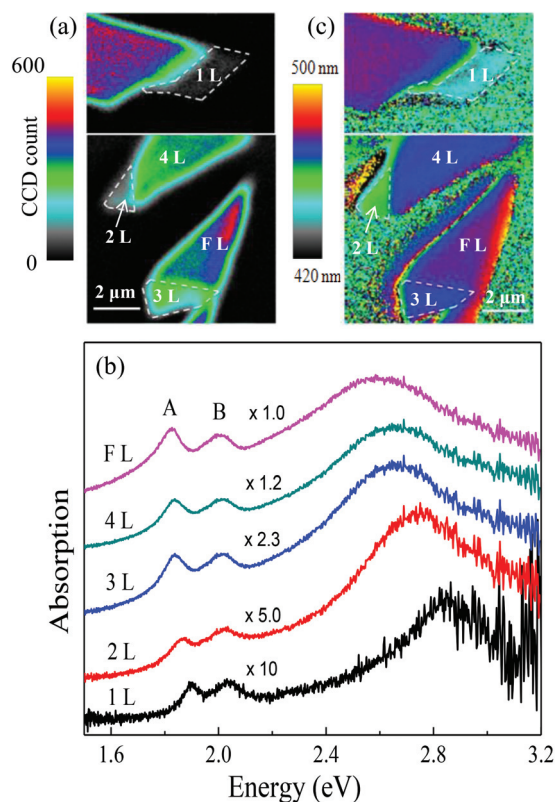 (a)
600
CCD count
0
1 L
4 L
2 L
F L
3 L
2 μm
(c)
500 nm
420 nm
1 L
4 L
2 L
F L
3 L
2 μm
(b)
Absorption
A
B
x 1.0
F L
x 1.2
4 L
x 2.3
3 L
x 5.0
2 L
x 10
1 L
1.6 2.0 2.4 2.8 3.2
Energy (eV)